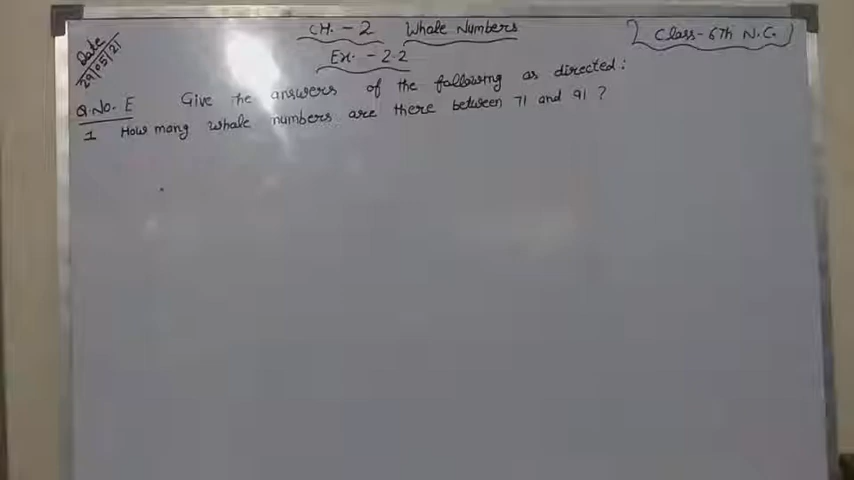 CH. - 2 Whole Numbers
Class - 6th N.C.
Date
29/05/21
Ex. - 2.2
Q.No. E Give the answers of the following as directed :
1 How many whole numbers are there between 71 and 91 ?